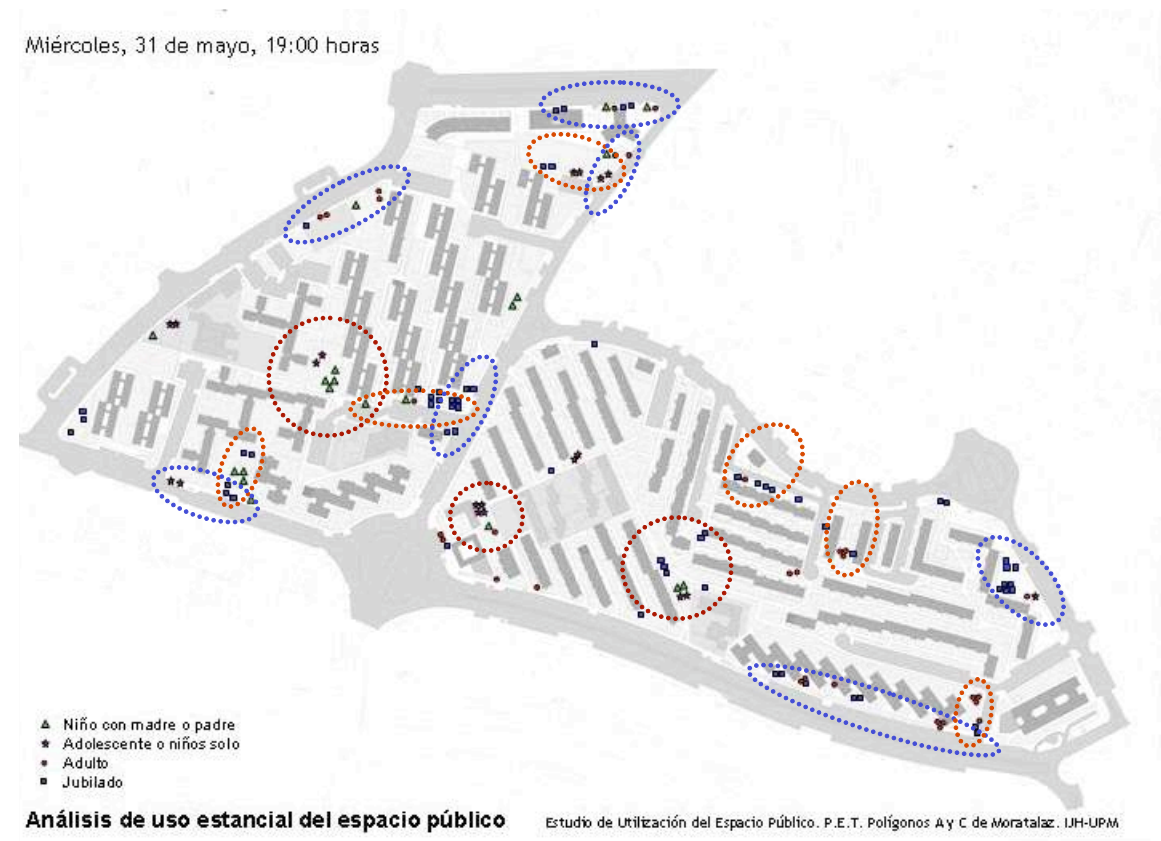 Miércoles, 31 de mayo, 19:00 horas
Niño con madre o padre
Adolescente o niños solo
Adulto
Jubilado
Análisis de uso estancial del espacio público
Estudio de Utilización del Espacio Público. P.E.T. Polígonos A y C de Moratalaz. IJH-UPM